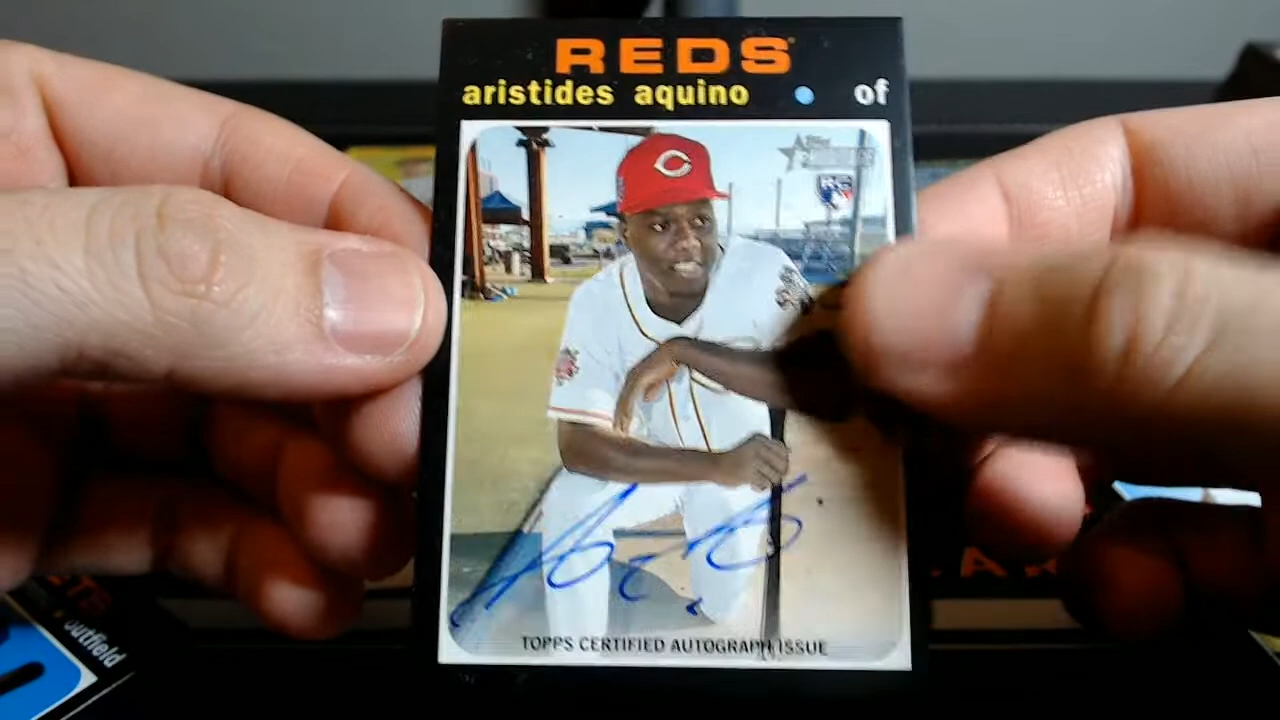 REDS
aristides aquino • of
TOPPS CERTIFIED AUTOGRAPH ISSUE
outfield